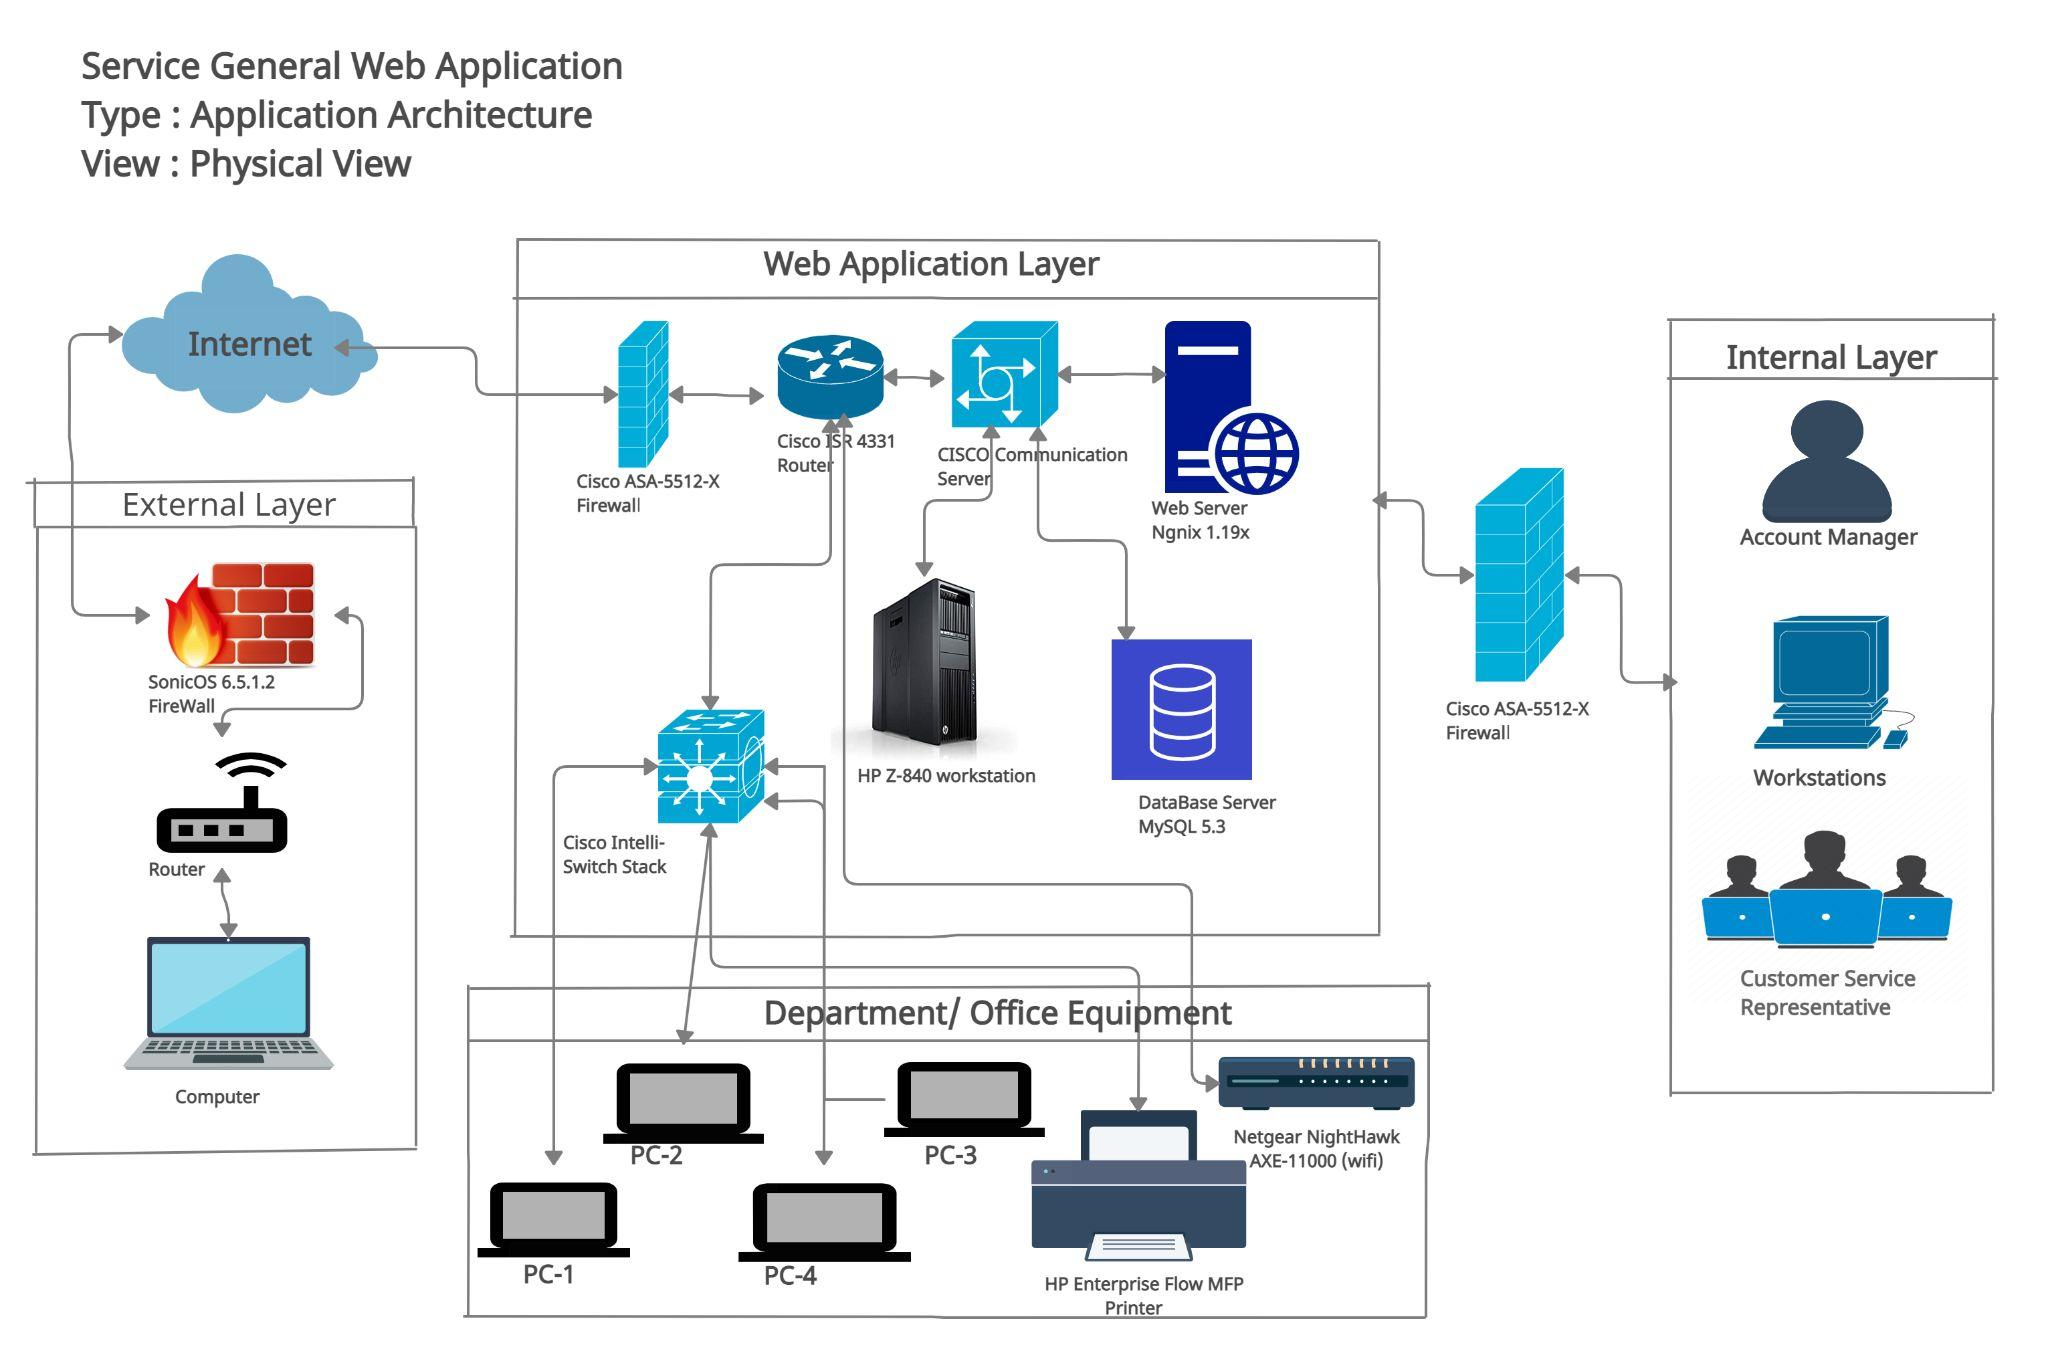 Service General Web Application
Type : Application Architecture
View : Physical View
Internet
External Layer
SonicOS 6.5.1.2
FireWall
Router
Computer
Web Application Layer
Cisco ASA-5512-X
Firewall
Cisco ISR 4331
Router
CISCO Communication
Server
Web Server
Ngnix 1.19x
HP Z-840 workstation
DataBase Server
MySQL 5.3
Cisco Intelli-
Switch Stack
Cisco ASA-5512-X
Firewall
Internal Layer
Account Manager
Workstations
Customer Service
Representative
Department/ Office Equipment
PC-2
PC-3
PC-1
PC-4
Netgear NightHawk
AXE-11000 (wifi)
HP Enterprise Flow MFP
Printer